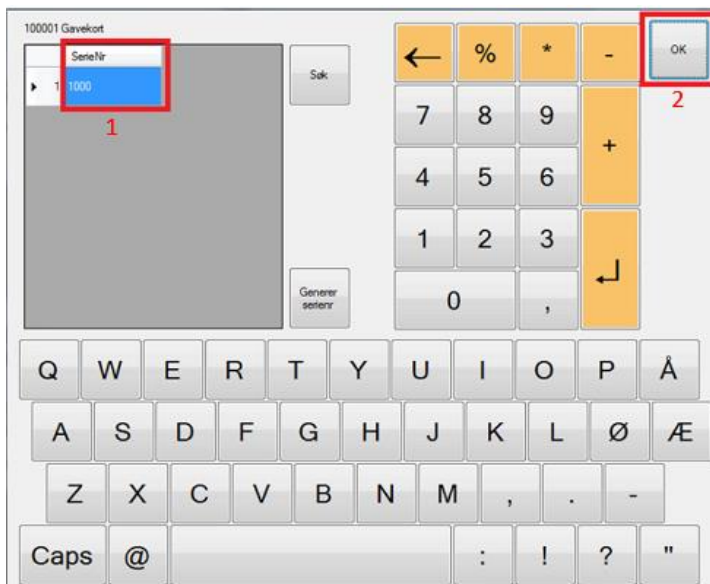 100001 Gavekort
SerieNr
1 1000
1
Søk
Generer
serienr
← % * -
7 8 9 +
4 5 6
1 2 3
0 ,
OK
2
Q W E R T Y U I O P Å
A S D F G H J K L Ø Æ
Z X C V B N M , . -
Caps @ : ! ? "